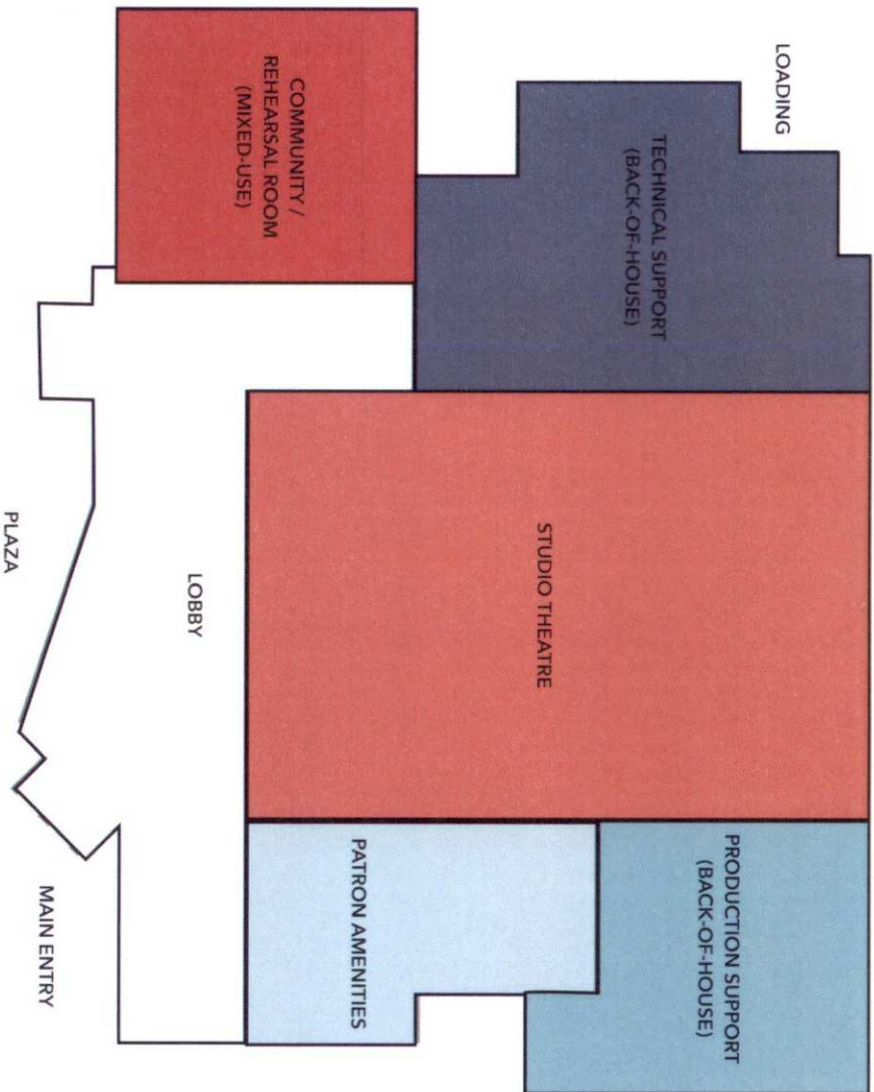 LOADING
TECHNICAL SUPPORT
(BACK-OF-HOUSE)
PRODUCTION SUPPORT
(BACK-OF-HOUSE)
STUDIO THEATRE
PATRON AMENITIES
COMMUNITY /
REHEARSAL ROOM
(MIXED-USE)
LOBBY
MAIN ENTRY
PLAZA